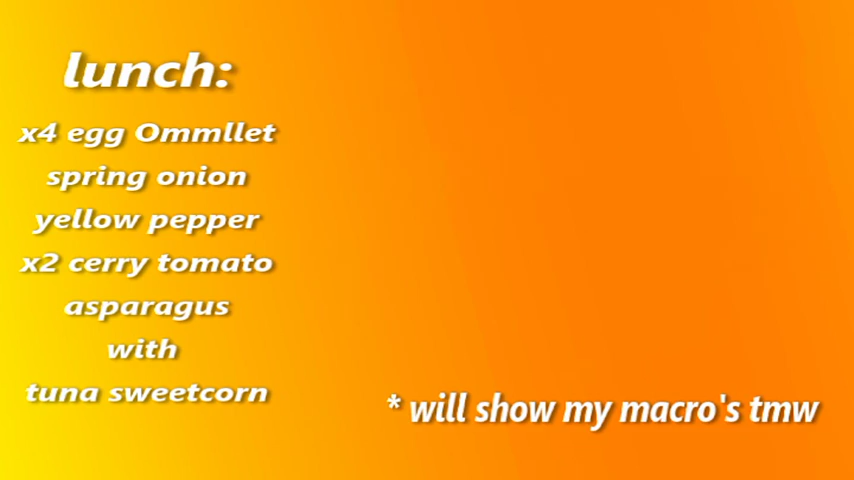 lunch:
x4 egg Ommllet
spring onion
yellow pepper
x2 cerry tomato
asparagus
with
tuna sweetcorn
* will show my macro's tmw